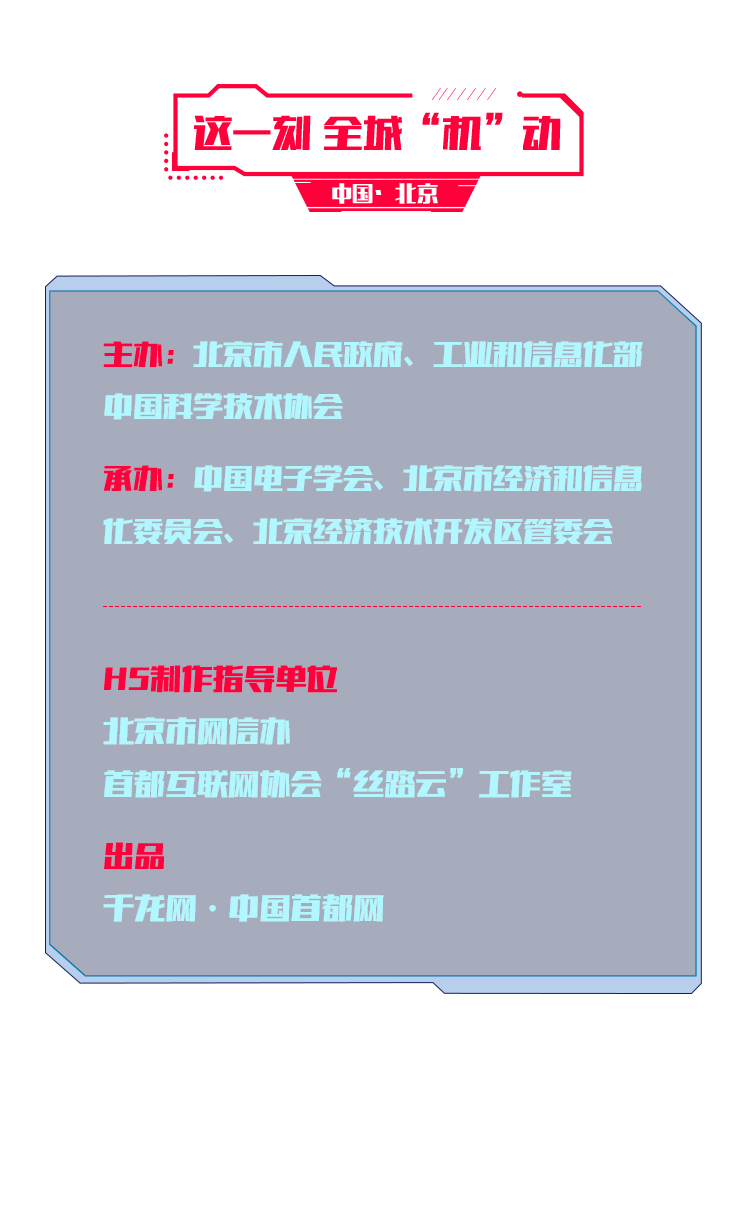 这一刻 全城“机”动
中国·北京
主办：北京市人民政府、工业和信息化部
中国科学技术协会
承办：中国电子学会、北京市经济和信息
化委员会、北京经济技术开发区管委会
H5制作指导单位
北京市网信办
首都互联网协会“丝路云”工作室
出品
千龙网·中国首都网